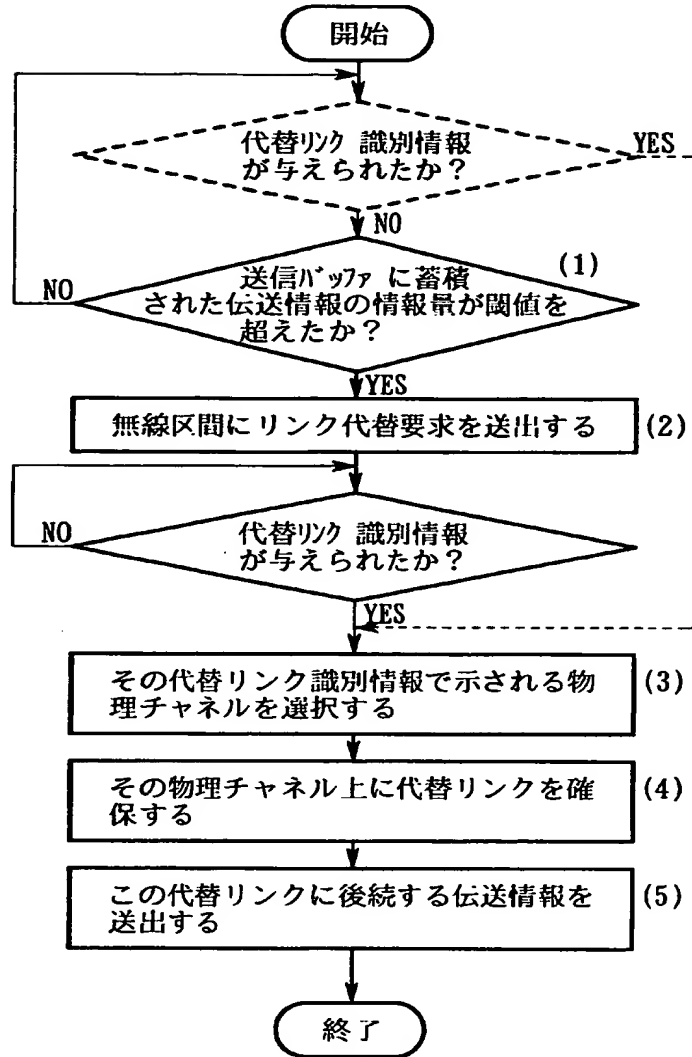 開始
代替リンク 識別情報
が与えられたか？
YES
NO
送信バッファ に蓄積
された伝送情報の情報量が閾値を
超えたか？
(1)
NO
YES
無線区間にリンク代替要求を送出する
(2)
代替リンク 識別情報
が与えられたか？
NO
YES
その代替リンク識別情報で示される物
理チャネルを選択する
(3)
その物理チャネル上に代替リンクを確
保する
(4)
この代替リンクに後続する伝送情報を
送出する
(5)
終了